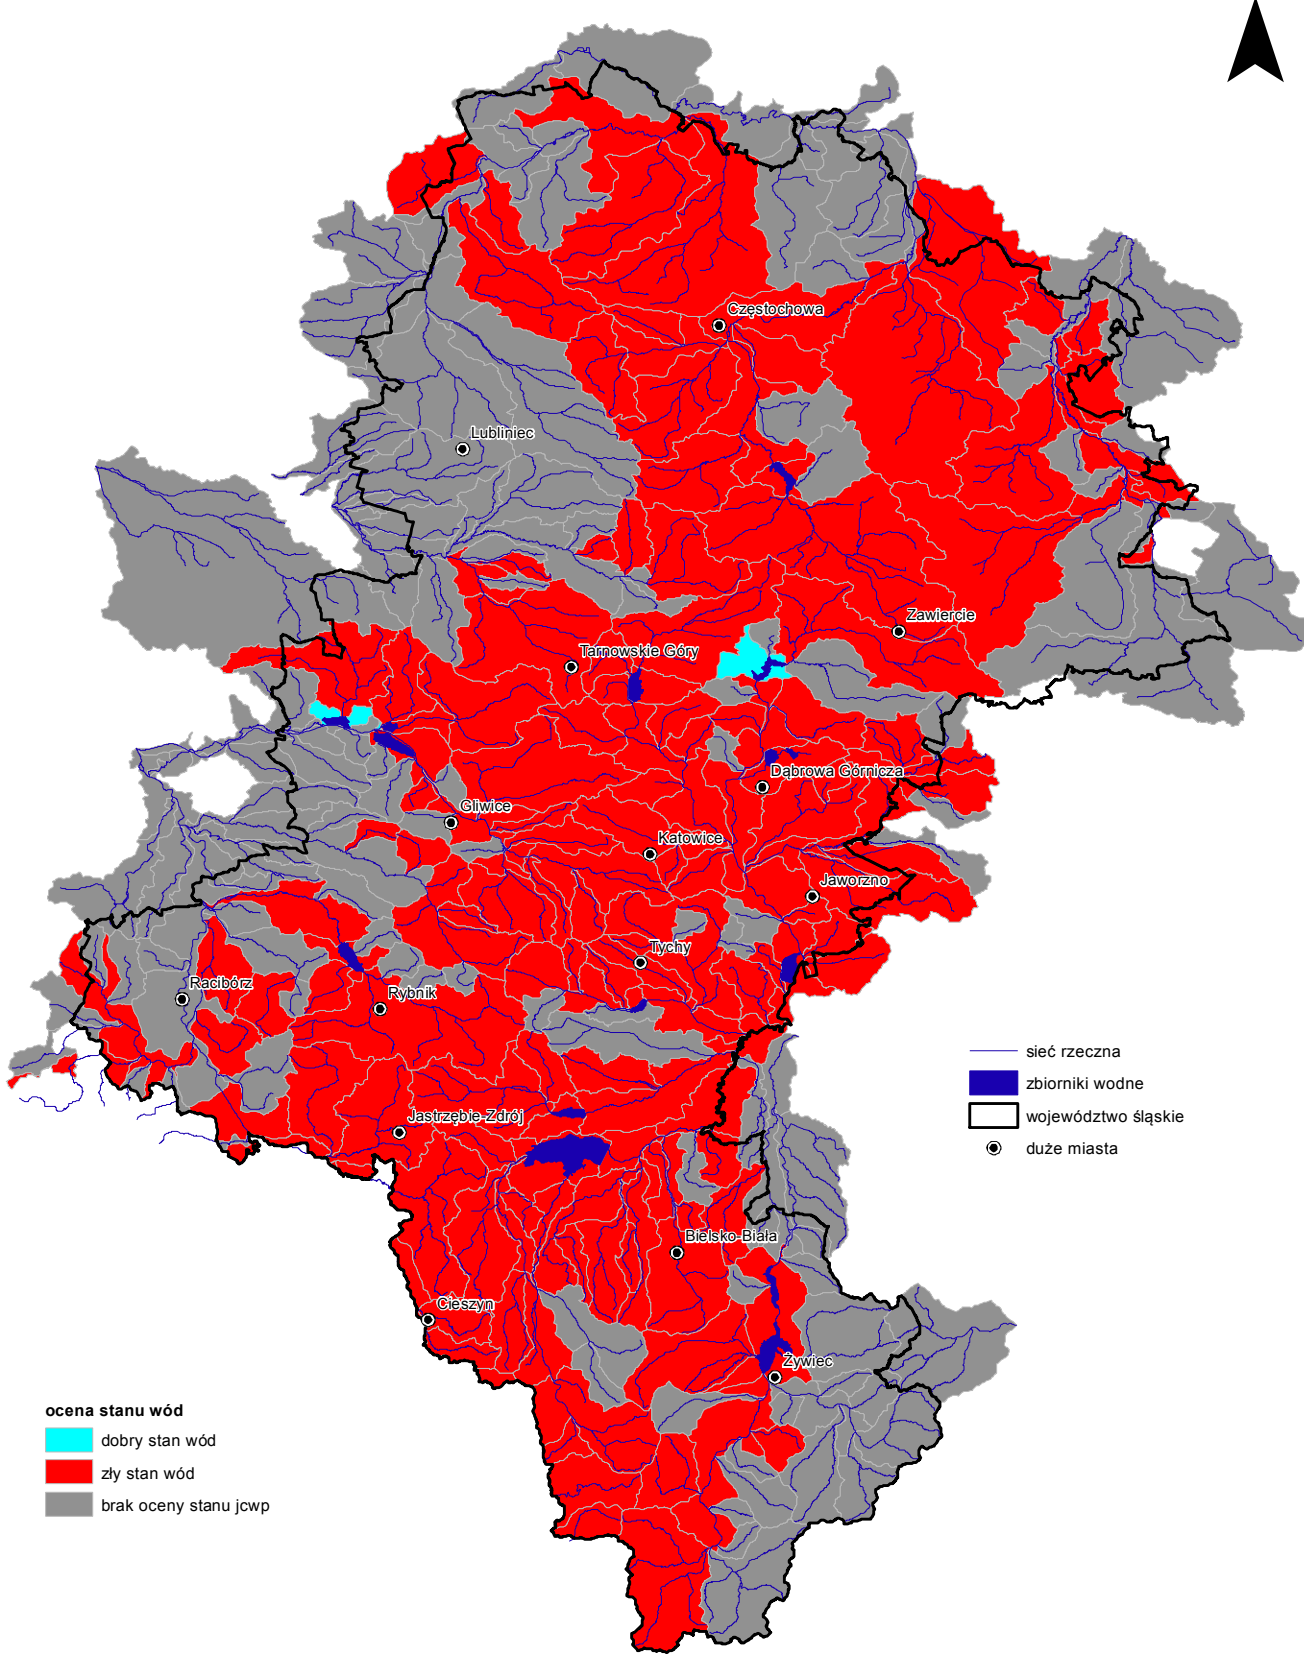 Częstochowa
Lubliniec
Zawiercie
Tarnowskie Góry
Dąbrowa Górnicza
Gliwice
Katowice
Jaworzno
Tychy
Racibórz
Rybnik
sieć rzeczna
zbiorniki wodne
województwo śląskie
duże miasta
Jastrzębie-Zdrój
Bielsko-Biała
Cieszyn
Żywiec
ocena stanu wód
dobry stan wód
zły stan wód
brak oceny stanu jcwp